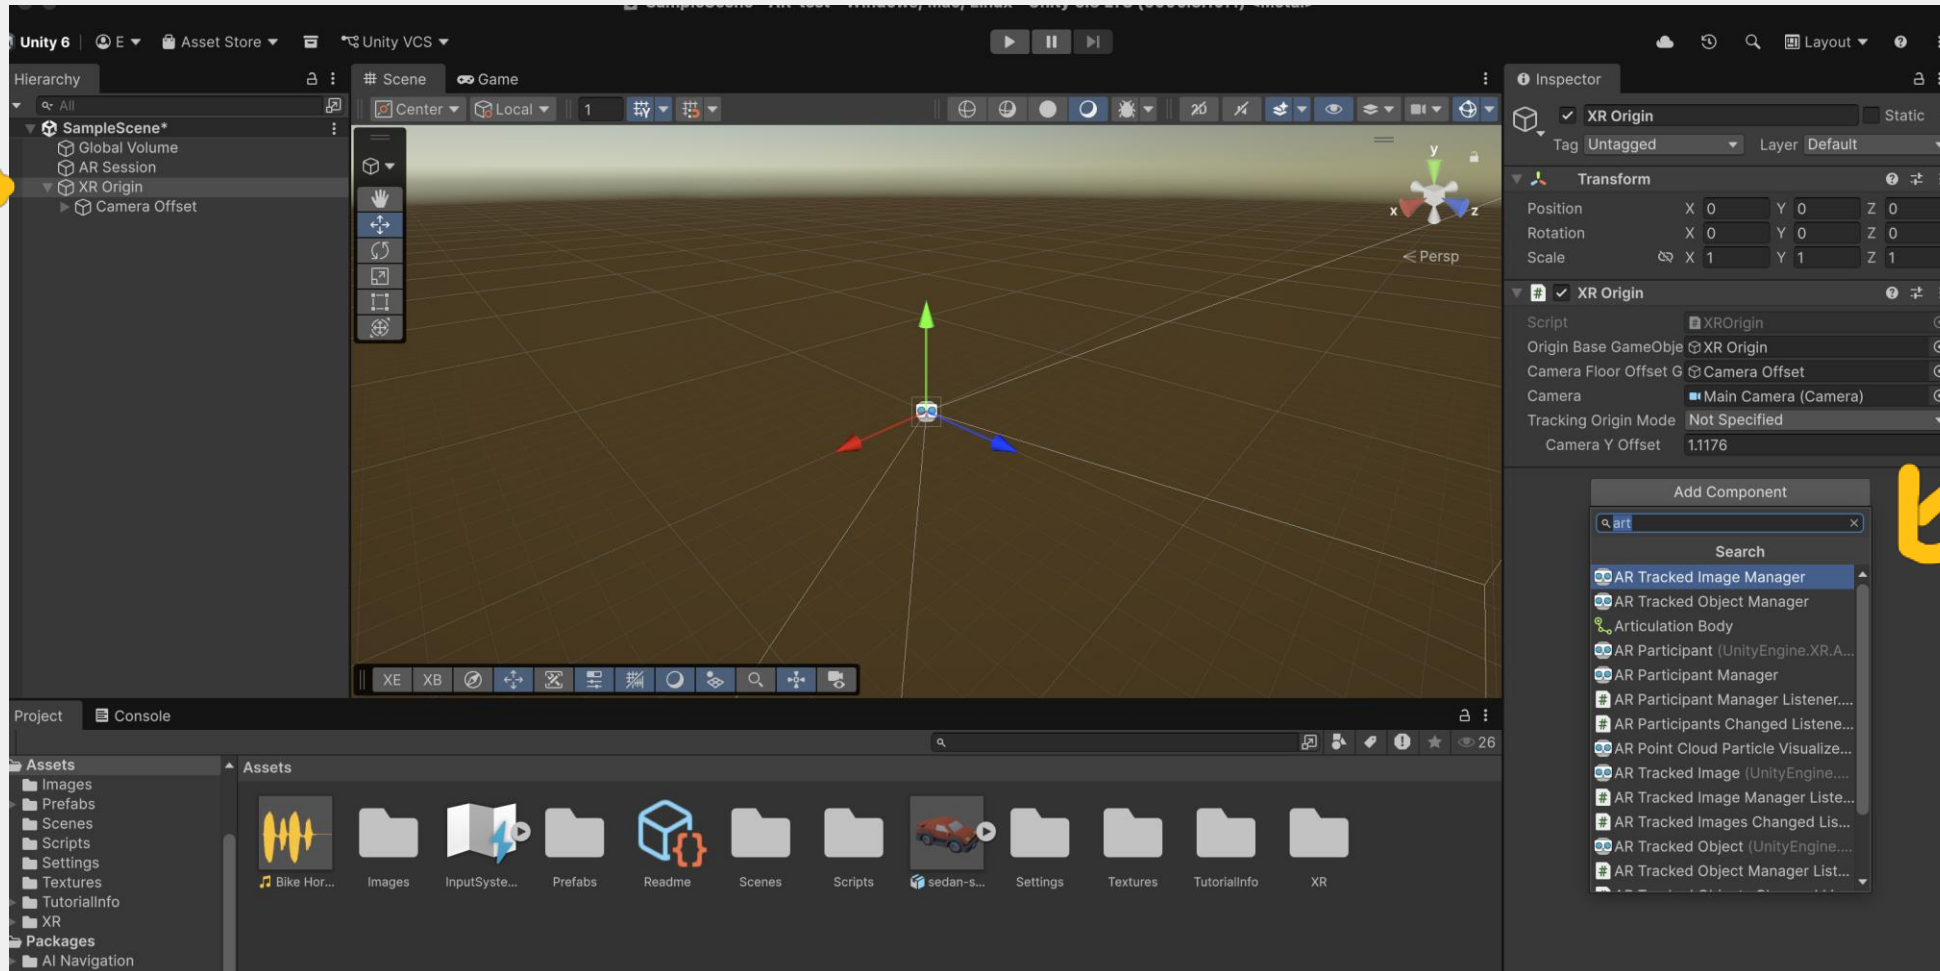 Unity 6 E Asset Store Unity VCS Layout
Hierarchy
All
SampleScene*
Global Volume
AR Session
XR Origin
Camera Offset
Scene Game
Center Local 1
2D
y
x z
Persp
XE XB
Inspector
XR Origin Static
Tag Untagged Layer Default
Transform
Position X 0 Y 0 Z 0
Rotation X 0 Y 0 Z 0
Scale X 1 Y 1 Z 1
XR Origin
Script XROrigin
Origin Base GameObje XR Origin
Camera Floor Offset G Camera Offset
Camera Main Camera (Camera)
Tracking Origin Mode Not Specified
Camera Y Offset 1.1176
Add Component
art
Search
AR Tracked Image Manager
AR Tracked Object Manager
Articulation Body
AR Participant (UnityEngine.XR.A...
AR Participant Manager
AR Participant Manager Listener....
AR Participants Changed Listene...
AR Point Cloud Particle Visualize...
AR Tracked Image (UnityEngine....
AR Tracked Image Manager Liste...
AR Tracked Images Changed Lis...
AR Tracked Object (UnityEngine....
AR Tracked Object Manager List...
Project Console
26
Assets
Images
Prefabs
Scenes
Scripts
Settings
Textures
TutorialInfo
XR
Packages
AI Navigation
Assets
Bike Hor... Images InputSyste... Prefabs Readme Scenes Scripts sedan-s... Settings Textures TutorialInfo XR